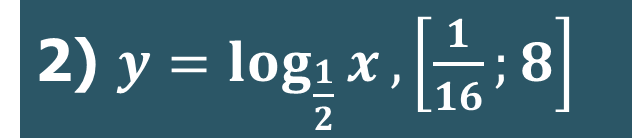 2) y = log_{1/2} x , [1/16 ; 8]